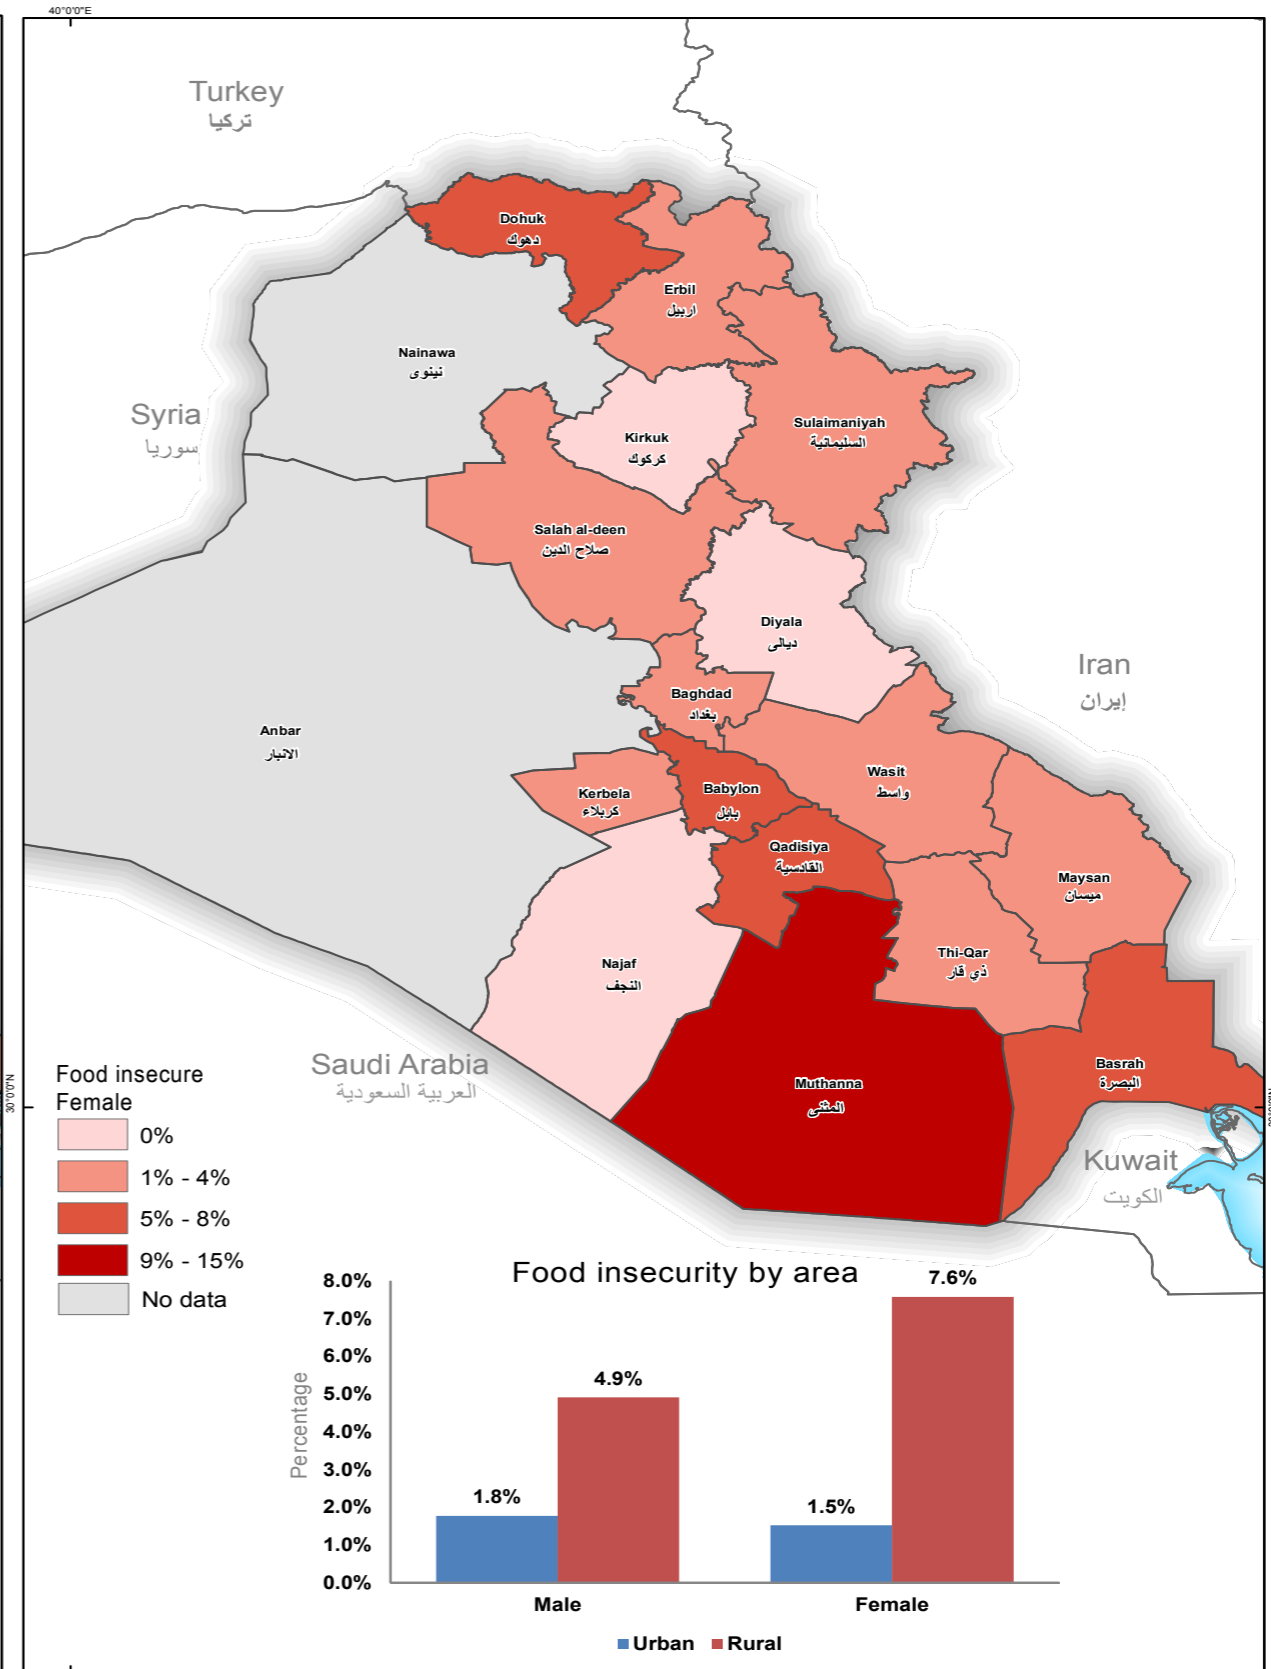 40°0'0"E
Turkey
تركيا
Dohuk
دهوك
Erbil
اربيل
Nainawa
نينوى
Syria
سوريا
Kirkuk
كركوك
Sulaimaniyah
السليمانية
Salah al-deen
صلاح الدين
Diyala
ديالى
Iran
إيران
Baghdad
بغداد
Anbar
الانبار
Wasit
واسط
Kerbela
كربلاء
Babylon
بابل
Qadisiya
القادسية
Maysan
ميسان
Najaf
النجف
Thi-Qar
ذي قار
Saudi Arabia
العربية السعودية
Muthanna
المثنى
Basrah
البصرة
Kuwait
الكويت
30°0'0"N
Food insecure
Female
0%
1% - 4%
5% - 8%
9% - 15%
No data
Food insecurity by area
Percentage
8.0%
7.0%
6.0%
5.0%
4.0%
3.0%
2.0%
1.0%
0.0%
1.8%
4.9%
1.5%
7.6%
Male
Female
Urban
Rural